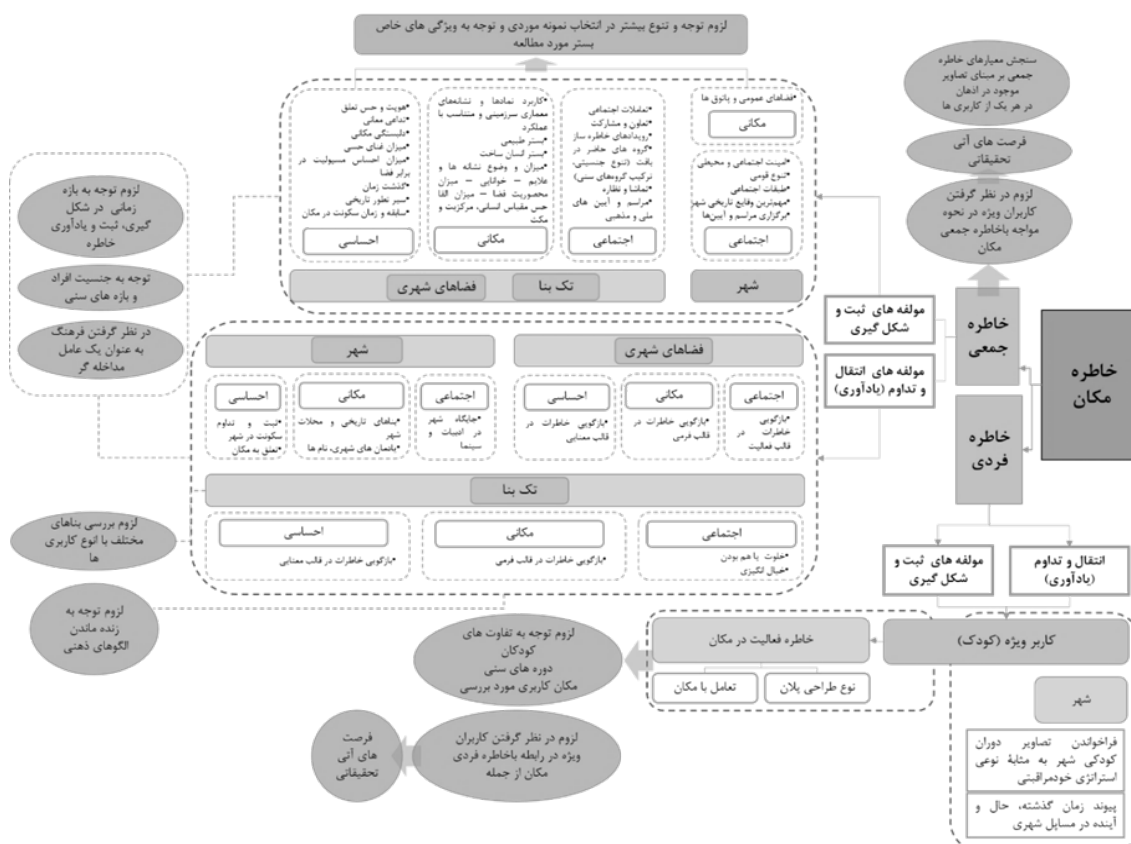 لزوم توجه و تنوع بیشتر در انتخاب نمونه موردی و توجه به ویژگی های خاص
بستر مورد مطالعه
سنجش معیارهای خاطره
جمعی بر مبنای تصاویر
موجود در اذهان
در هر یک از کاربری ها
فرصت های آتی
تحقیقاتی
لزوم در نظر گرفتن
کاربران ویژه در نحوه
مواجه باخاطره جمعی
مکان
خاطره
مکان
خاطره
جمعی
خاطره
فردی
مولفه های ثبت و
شکل گیری
مولفه های انتقال
و تداوم (یادآوری)
•فضاهای عمومی و پاتوق ها
مکانی
•امنیت اجتماعی و محیطی
•تنوع قومی
•طبقات اجتماعی
•مهم‌ترین وقایع تاریخی شهر
•برگزاری مراسم و آیین‌ها
اجتماعی
شهر
•تعاملات اجتماعی
•تعاون و مشارکت
•رویدادهای خاطره ساز
•گروه های حاضر در
بافت (تنوع جنسیتی،
ترکیب گروه‌های سنی)
•تماشا و نظاره
•مراسم و آیین های
ملی و مذهبی
اجتماعی
•کاربرد نمادها و نشانه‌های
معماری سرزمینی و متناسب با
عملکرد
•بستر طبیعی
•بستر انسان ساخت
•میزان و وضوع نشانه ها و
علایم – خوانایی – میزان
محصوریت فضا – میزان القا
حس مقیاس انسانی، مرکزیت و
مکث
مکانی
•هویت و حس تعلق
•تداعی معانی
•دلبستگی مکانی
•میزان غنای حسی
•میزان احساس مسیولیت در
برابر فضا
•گذشت زمان
•سیر تطور تاریخی
•سابقه و زمان سکونت در مکان
احساسی
تک بنا
فضاهای شهری
لزوم توجه به بازه
زمانی در شکل
گیری، ثبت و یادآوری
خاطره
توجه به جنسیت افراد
و بازه های سنی
در نظر گرفتن فرهنگ
به عنوان یک عامل
مداخله گر
فضاهای شهری
اجتماعی
•بازگویی
خاطرات در
قالب فعالیت
مکانی
•بازگویی خاطرات در
قالب فرمی
احساسی
•بازگویی خاطرات در
قالب معنایی
شهر
اجتماعی
•جایگاه شهر
در ادبیات و
سینما
مکانی
•بناهای تاریخی و محلات
شهر
•یادمان های شهری، نام ها
احساسی
•ثبت و تداوم
سکونت در شهر
•تعلق به مکان
تک بنا
اجتماعی
•خلوت با هم بودن
•خیال انگیزی
مکانی
•بازگویی خاطرات در قالب فرمی
احساسی
•بازگویی خاطرات در قالب معنایی
لزوم بررسی بناهای
مختلف با انوع کاربری
ها
لزوم توجه به
زنده ماندن
الگوهای ذهنی
مولفه های ثبت و
شکل گیری
انتقال و تداوم
(یادآوری)
کاربر ویژه (کودک)
خاطره فعالیت در مکان
نوع طراحی پلان
تعامل با مکان
لزوم توجه به تفاوت های
کودکان
دوره های سنی
مکان کاربری مورد بررسی
لزوم در نظر گرفتن کاربران
ویژه در رابطه باخاطره فردی
مکان از جمله
فرصت
های آتی
تحقیقاتی
شهر
فراخواندن تصاویر دوران
کودکی شهر به مثابهٔ نوعی
استراتژی خودمراقبتی
پیوند زمان گذشته، حال و
آینده در مسایل شهری